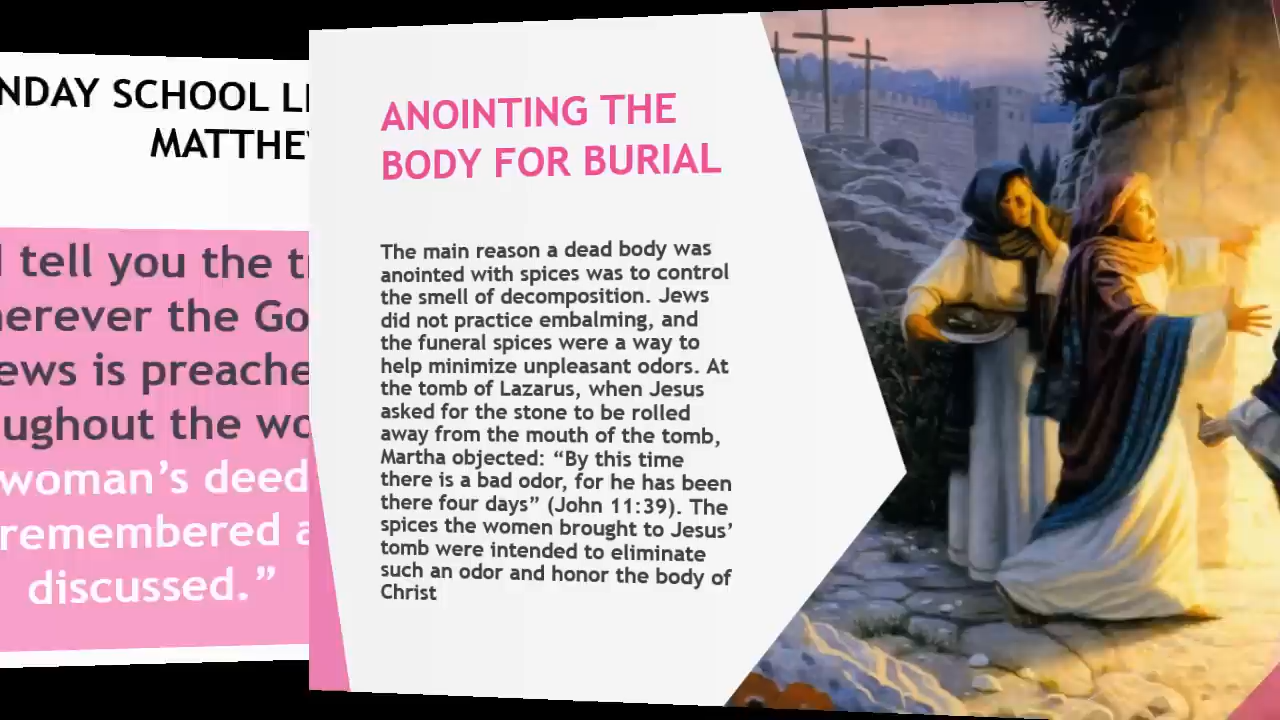 NDAY SCHOOL
MATTHE
I tell you the
erever the Go
ews is preache
ughout the wo
woman’s deed
remembered a
discussed.”
ANOINTING THE
BODY FOR BURIAL
The main reason a dead body was
anointed with spices was to control
the smell of decomposition. Jews
did not practice embalming, and
the funeral spices were a way to
help minimize unpleasant odors. At
the tomb of Lazarus, when Jesus
asked for the stone to be rolled
away from the mouth of the tomb,
Martha objected: “By this time
there is a bad odor, for he has been
there four days” (John 11:39). The
spices the women brought to Jesus’
tomb were intended to eliminate
such an odor and honor the body of
Christ